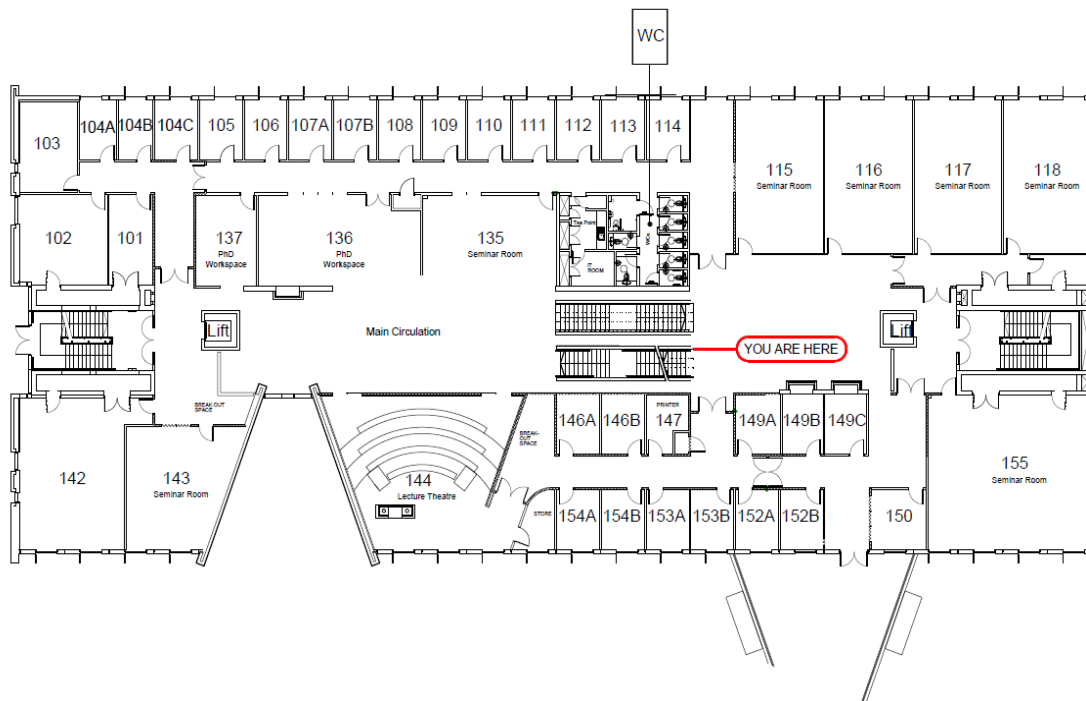 WC
103
104A
104B
104C
105
106
107A
107B
108
109
110
111
112
113
114
115
Seminar Room
116
Seminar Room
117
Seminar Room
118
Seminar Room
102
101
137
PhD
Workspace
136
PhD
Workspace
135
Seminar Room
Tea Point
WCs
IT
ROOM
Lift
Main Circulation
YOU ARE HERE
Lift
BREAK OUT
SPACE
142
143
Seminar Room
144
Lecture Theatre
BREAK-
OUT
SPACE
146A
146B
PRINTER
147
149A
149B
149C
155
Seminar Room
STORE
154A
154B
153A
153B
152A
152B
150